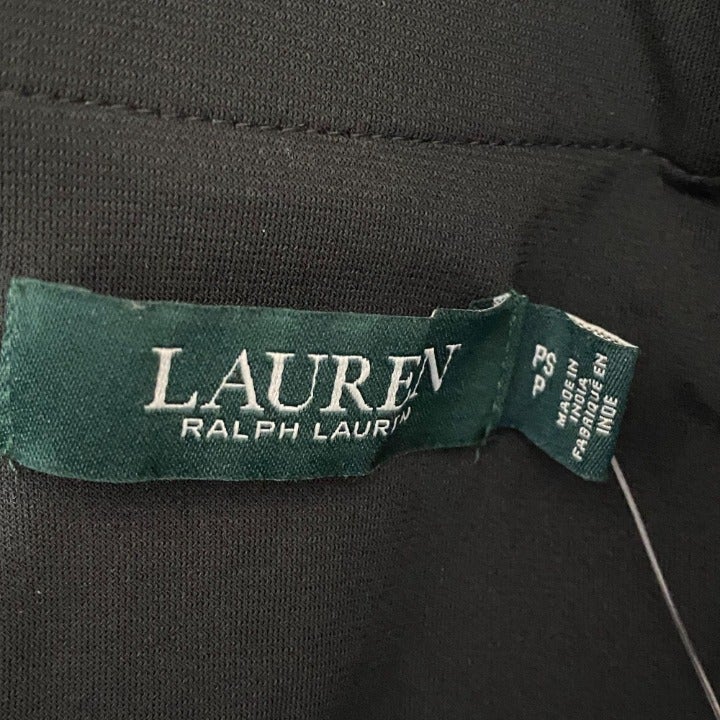 LAUREN
RALPH LAUREN
PS
P
MADE IN
INDIA
FABRIQUÉ EN
INDE